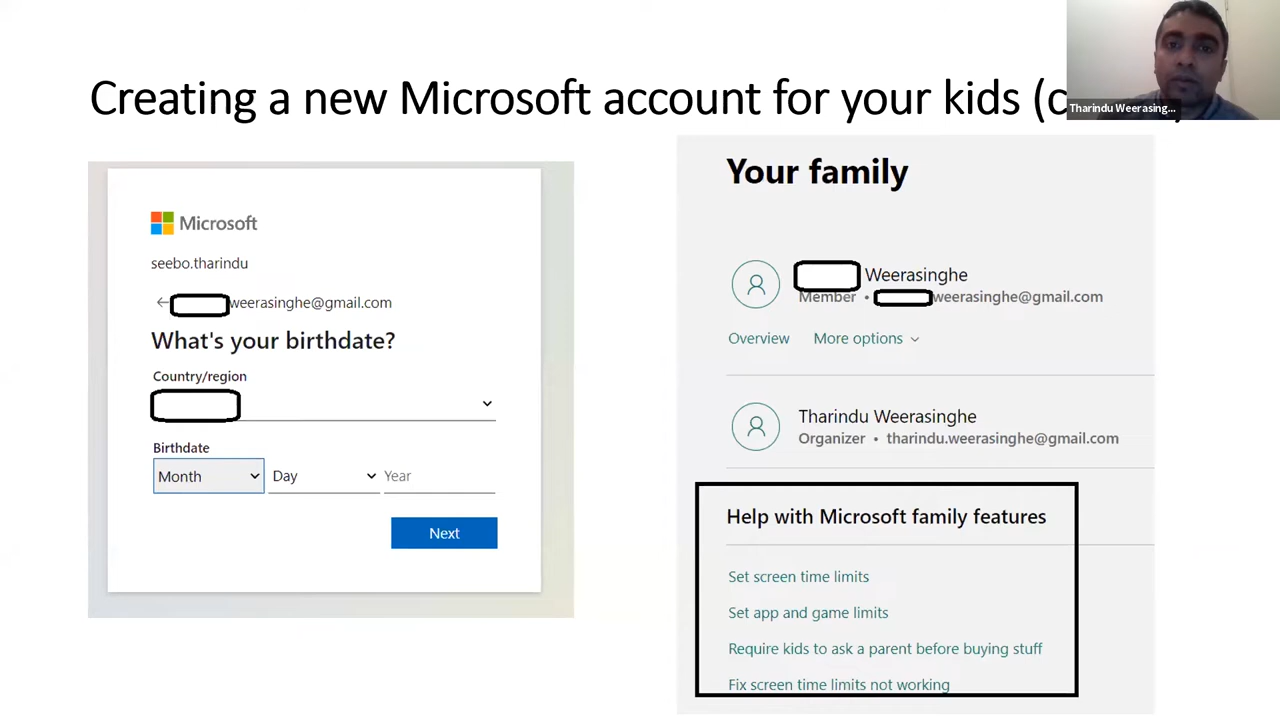 Creating a new Microsoft account for your kids (c
Tharindu Weerasing...
Microsoft
seebo.tharindu
weerasinghe@gmail.com
What's your birthdate?
Country/region
Birthdate
Month Day Year
Next
Your family
Weerasinghe
Member • weerasinghe@gmail.com
Overview More options
Tharindu Weerasinghe
Organizer • tharindu.weerasinghe@gmail.com
Help with Microsoft family features
Set screen time limits
Set app and game limits
Require kids to ask a parent before buying stuff
Fix screen time limits not working